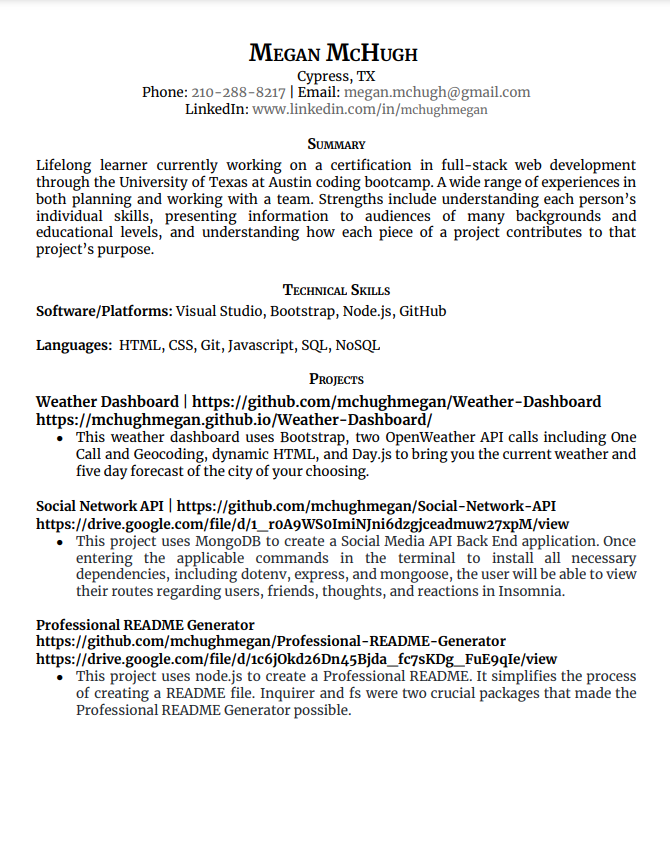 Megan McHugh
Cypress, TX
Phone: 210-288-8217 | Email: megan.mchugh@gmail.com
LinkedIn: www.linkedin.com/in/mchughmegan
Summary
Lifelong learner currently working on a certification in full-stack web development
through the University of Texas at Austin coding bootcamp. A wide range of experiences in
both planning and working with a team. Strengths include understanding each person's
individual skills, presenting information to audiences of many backgrounds and
educational levels, and understanding how each piece of a project contributes to that
project's purpose.
Technical Skills
Software/Platforms: Visual Studio, Bootstrap, Node.js, GitHub
Languages: HTML, CSS, Git, Javascript, SQL, NoSQL
Projects
Weather Dashboard | https://github.com/mchughmegan/Weather-Dashboard
https://mchughmegan.github.io/Weather-Dashboard/
● This weather dashboard uses Bootstrap, two OpenWeather API calls including One
Call and Geocoding, dynamic HTML, and Day.js to bring you the current weather and
five day forecast of the city of your choosing.
Social Network API | https://github.com/mchughmegan/Social-Network-API
https://drive.google.com/file/d/1_r0A9WS0ImiNJni6dzgjceadmuw27xpM/view
● This project uses MongoDB to create a Social Media API Back End application. Once
entering the applicable commands in the terminal to install all necessary
dependencies, including dotenv, express, and mongoose, the user will be able to view
their routes regarding users, friends, thoughts, and reactions in Insomnia.
Professional README Generator
https://github.com/mchughmegan/Professional-README-Generator
https://drive.google.com/file/d/1c6jOkd26Dn45Bjda_fc7sKDg_FuE9qIe/view
● This project uses node.js to create a Professional README. It simplifies the process
of creating a README file. Inquirer and fs were two crucial packages that made the
Professional README Generator possible.